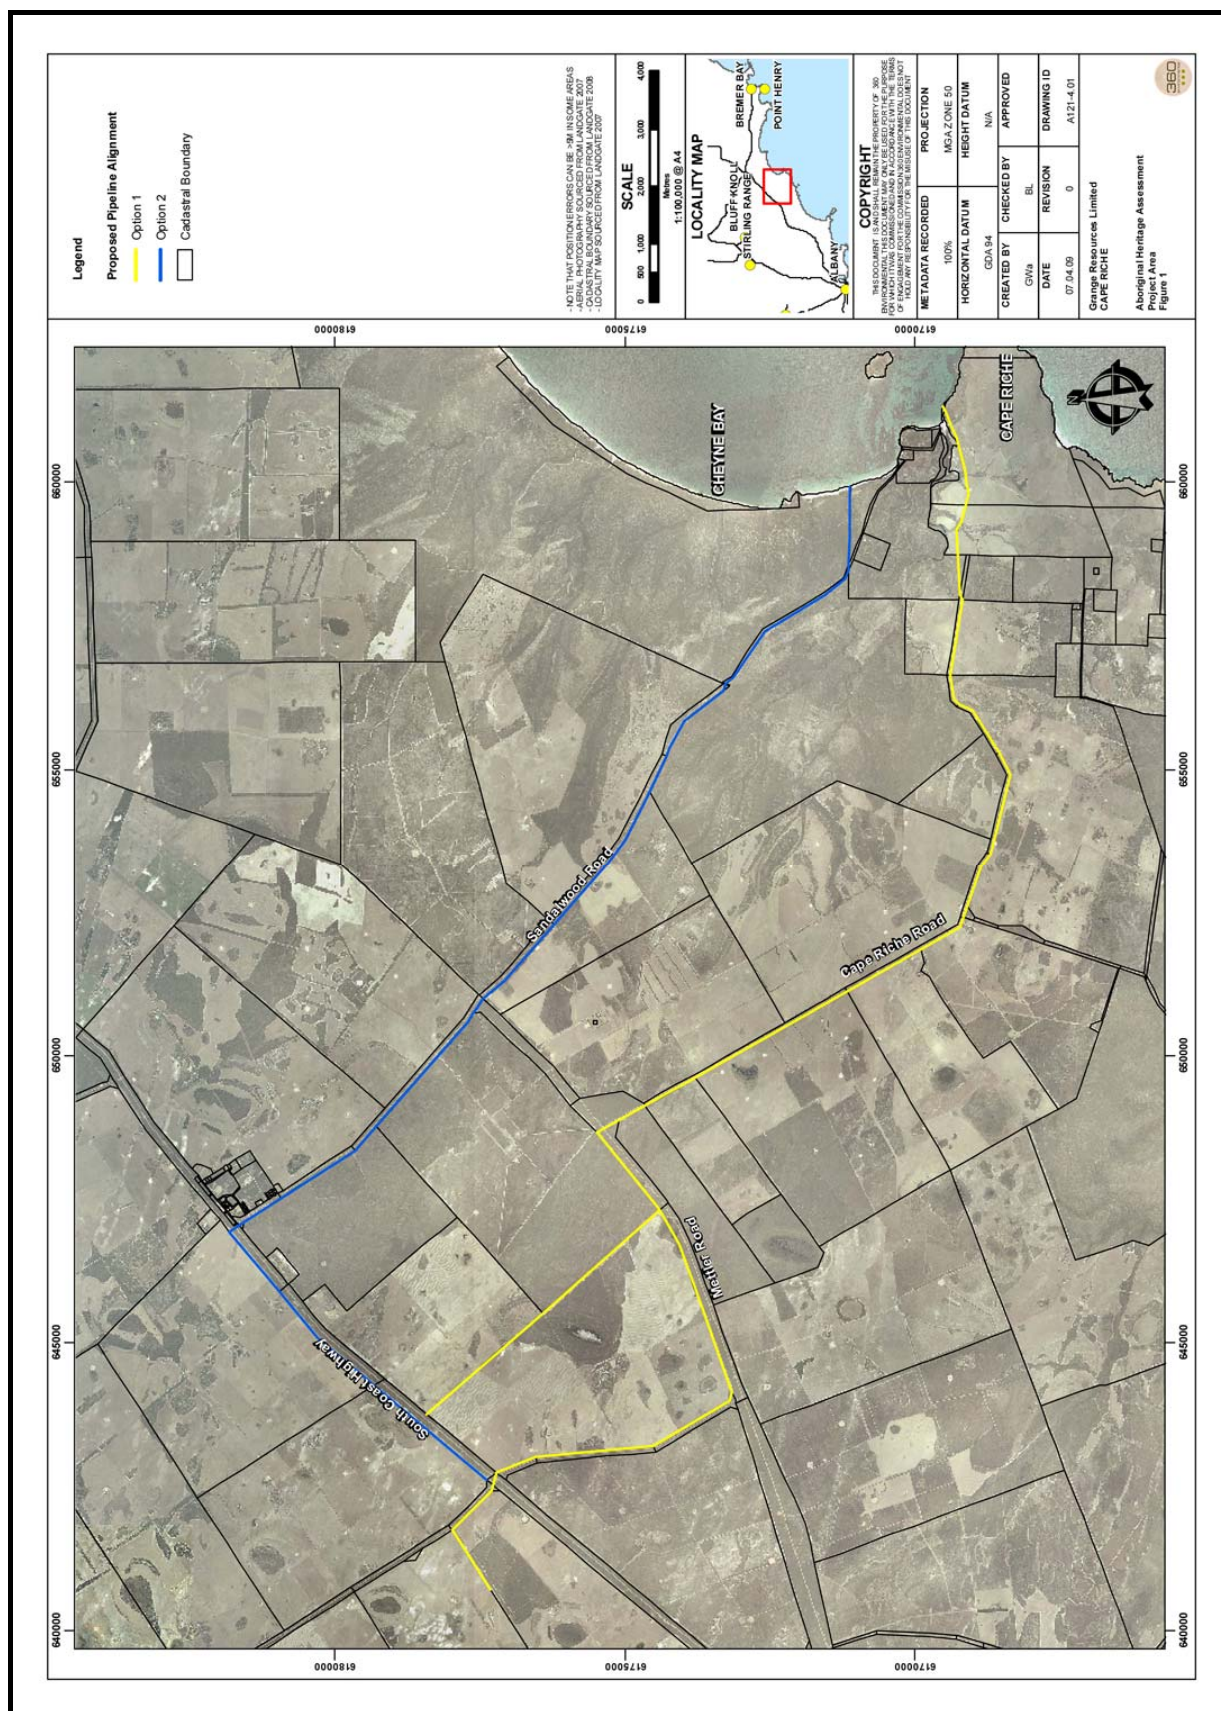 Legend
Proposed Pipeline Alignment
Option 1
Option 2
Cadastral Boundary
- NOTE THAT POSITION ERRORS CAN BE >5M IN SOME AREAS
- AERIAL PHOTOGRAPHY SOURCED FROM LANDGATE 2007
- CADASTRAL BOUNDARY SOURCED FROM LANDGATE 2008
- LOCALITY MAP SOURCED FROM LANDGATE 2007
SCALE
0 500 1,000 2,000 3,000 4,000
Metres
1:100,000 @ A4
LOCALITY MAP
BLUFF KNOLL
STIRLING RANGE
BREMER BAY
POINT HENRY
ALBANY
COPYRIGHT
THIS DOCUMENT IS AND SHALL REMAIN THE PROPERTY OF 360
ENVIRONMENTAL. THIS DOCUMENT MAY ONLY BE USED FOR THE PURPOSE
FOR WHICH IT WAS COMMISSIONED AND IN ACCORDANCE WITH THE TERMS
OF ENGAGEMENT FOR THE COMMISSION. 360 ENVIRONMENTAL DOES NOT
HOLD ANY RESPONSIBILITY FOR THE MISUSE OF THIS DOCUMENT
METADATA RECORDED PROJECTION
100% MGA ZONE 50
HORIZONTAL DATUM HEIGHT DATUM
GDA 94 N/A
CREATED BY CHECKED BY APPROVED
GWa BL
DATE REVISION DRAWING ID
07.04.09 0 A121-4.01
Grange Resources Limited
CAPE RICHE
Aboriginal Heritage Assessment
Project Area
Figure 1
360
640000 645000 650000 655000 660000
6180000
6175000
6170000
South Coast Highway
Sandalwood Road
CHEYNE BAY
Mettler Road
Cape Riche Road
CAPE RICHE
N
6180000
6175000
6170000
640000 645000 650000 655000 660000